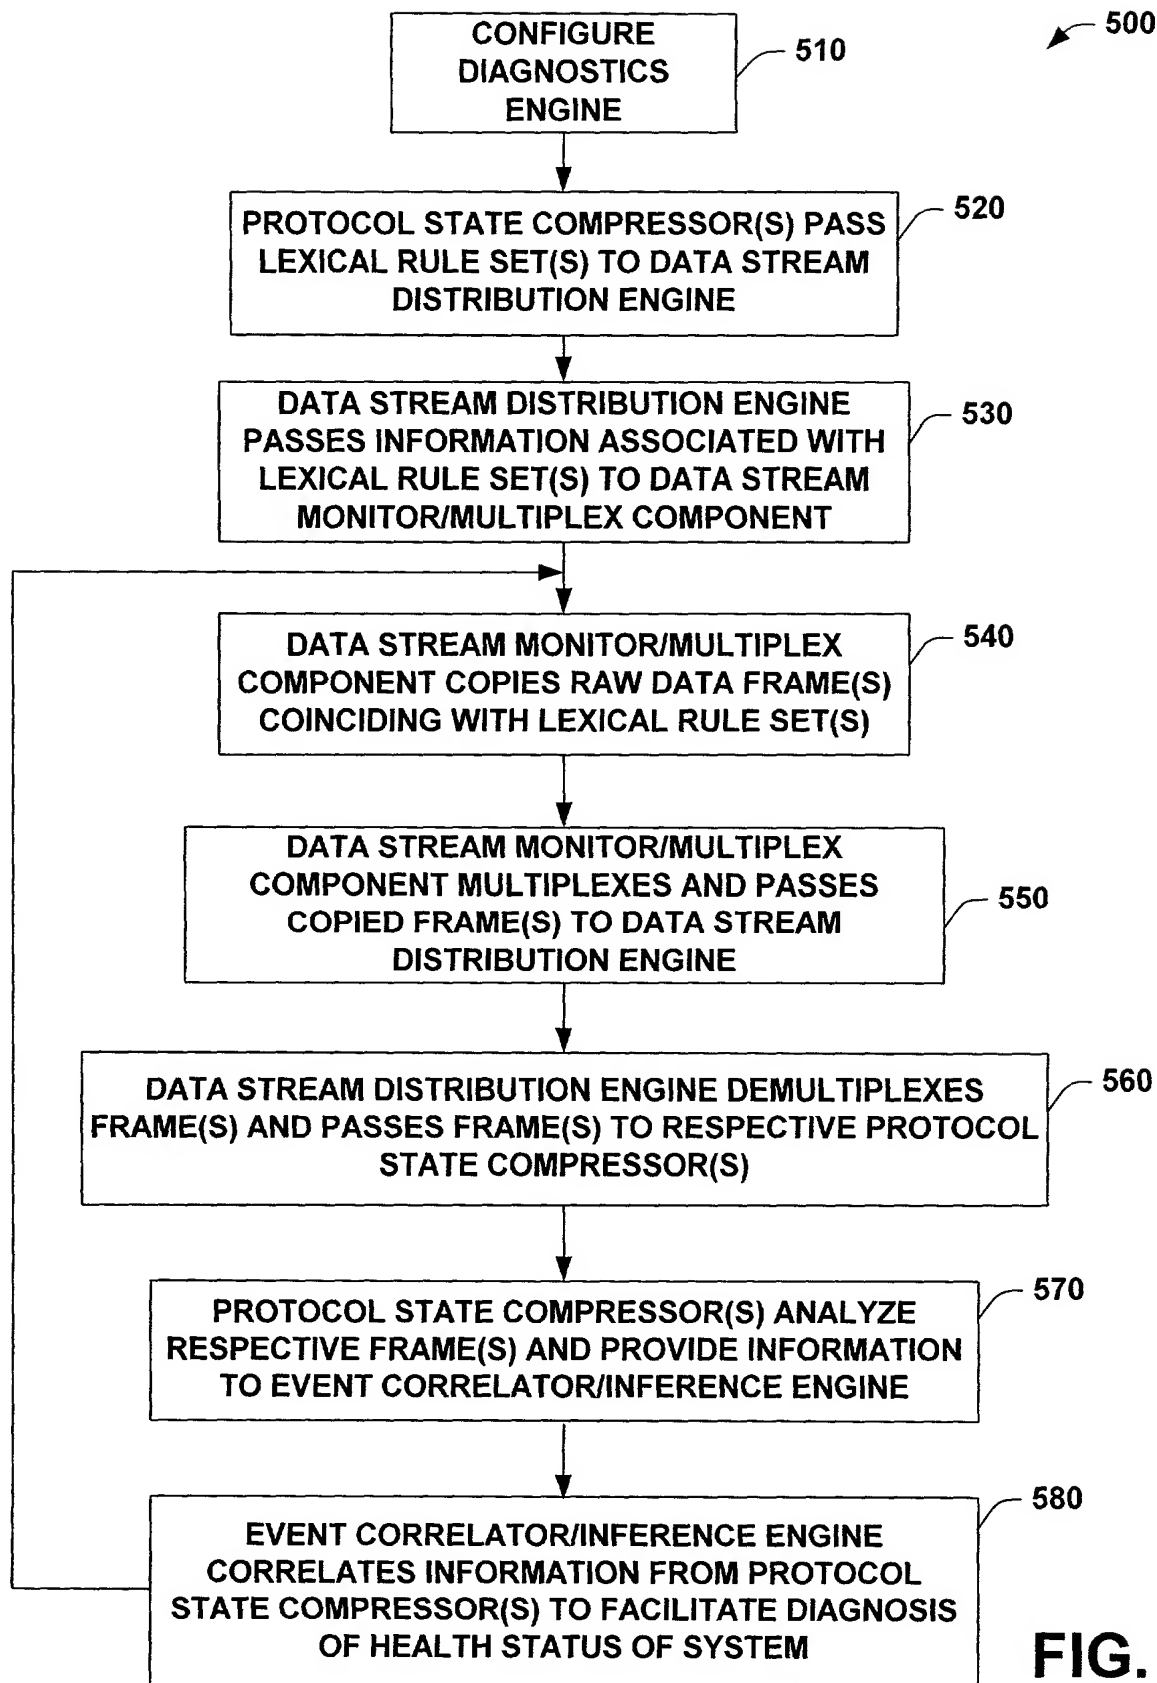 500
CONFIGURE
DIAGNOSTICS
ENGINE
510
PROTOCOL STATE COMPRESSOR(S) PASS
LEXICAL RULE SET(S) TO DATA STREAM
DISTRIBUTION ENGINE
520
DATA STREAM DISTRIBUTION ENGINE
PASSES INFORMATION ASSOCIATED WITH
LEXICAL RULE SET(S) TO DATA STREAM
MONITOR/MULTIPLEX COMPONENT
530
DATA STREAM MONITOR/MULTIPLEX
COMPONENT COPIES RAW DATA FRAME(S)
COINCIDING WITH LEXICAL RULE SET(S)
540
DATA STREAM MONITOR/MULTIPLEX
COMPONENT MULTIPLEXES AND PASSES
COPIED FRAME(S) TO DATA STREAM
DISTRIBUTION ENGINE
550
DATA STREAM DISTRIBUTION ENGINE DEMULTIPLEXES
FRAME(S) AND PASSES FRAME(S) TO RESPECTIVE PROTOCOL
STATE COMPRESSOR(S)
560
PROTOCOL STATE COMPRESSOR(S) ANALYZE
RESPECTIVE FRAME(S) AND PROVIDE INFORMATION
TO EVENT CORRELATOR/INFERENCE ENGINE
570
EVENT CORRELATOR/INFERENCE ENGINE
CORRELATES INFORMATION FROM PROTOCOL
STATE COMPRESSOR(S) TO FACILITATE DIAGNOSIS
OF HEALTH STATUS OF SYSTEM
580
FIG.